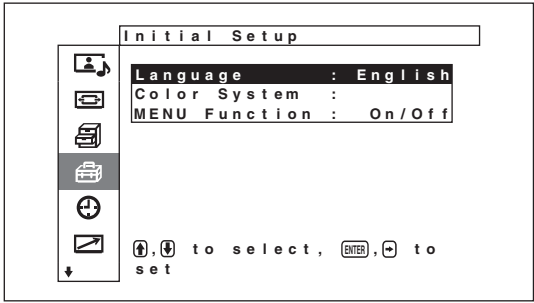 Initial Setup
Language : English
Color System :
MENU Function : On/Off
↑,↓ to select, ENTER,→ to
set